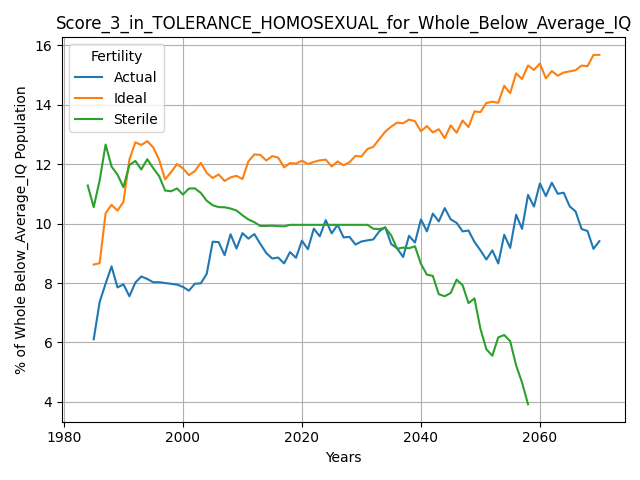 Score_3_in_TOLERANCE_HOMOSEXUAL_for_Whole_Below_Average_IQ
Fertility
Actual
Ideal
Sterile
% of Whole Below_Average_IQ Population
16
14
12
10
8
6
4
1980
2000
2020
2040
2060
Years